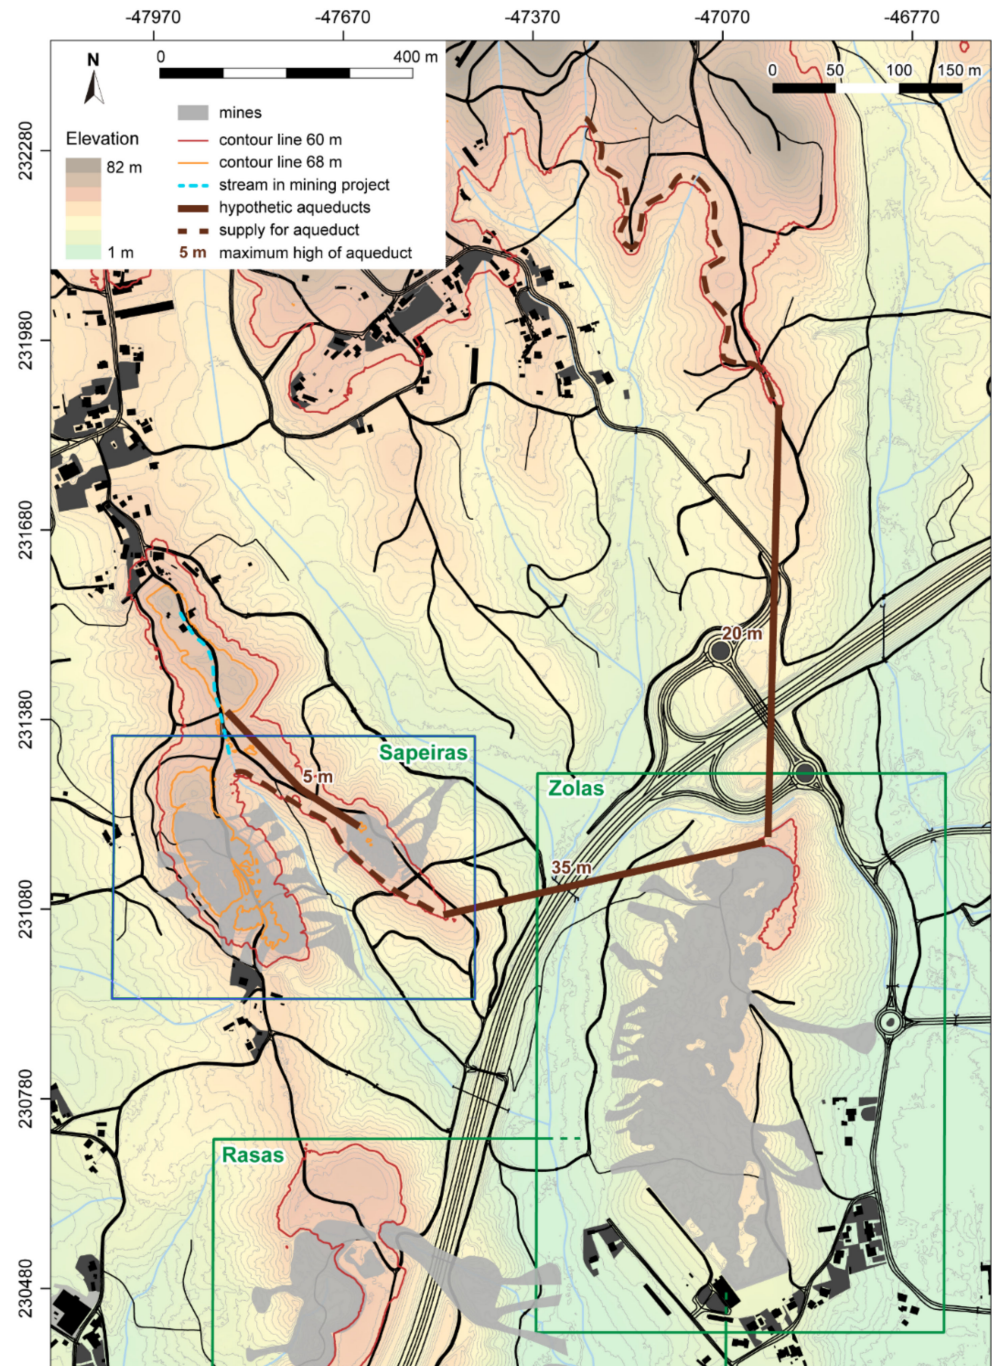 -47970 -47670 -47370 -47070 -46770
N
0 400 m
0 50 100 150 m
mines
Elevation
82 m
1 m
contour line 60 m
contour line 68 m
stream in mining project
hypothetic aqueducts
supply for aqueduct
5 m maximum high of aqueduct
232280
231980
231680
231380
231080
230780
230480
20 m
Sapeiras
5 m
Zolas
35 m
Rasas